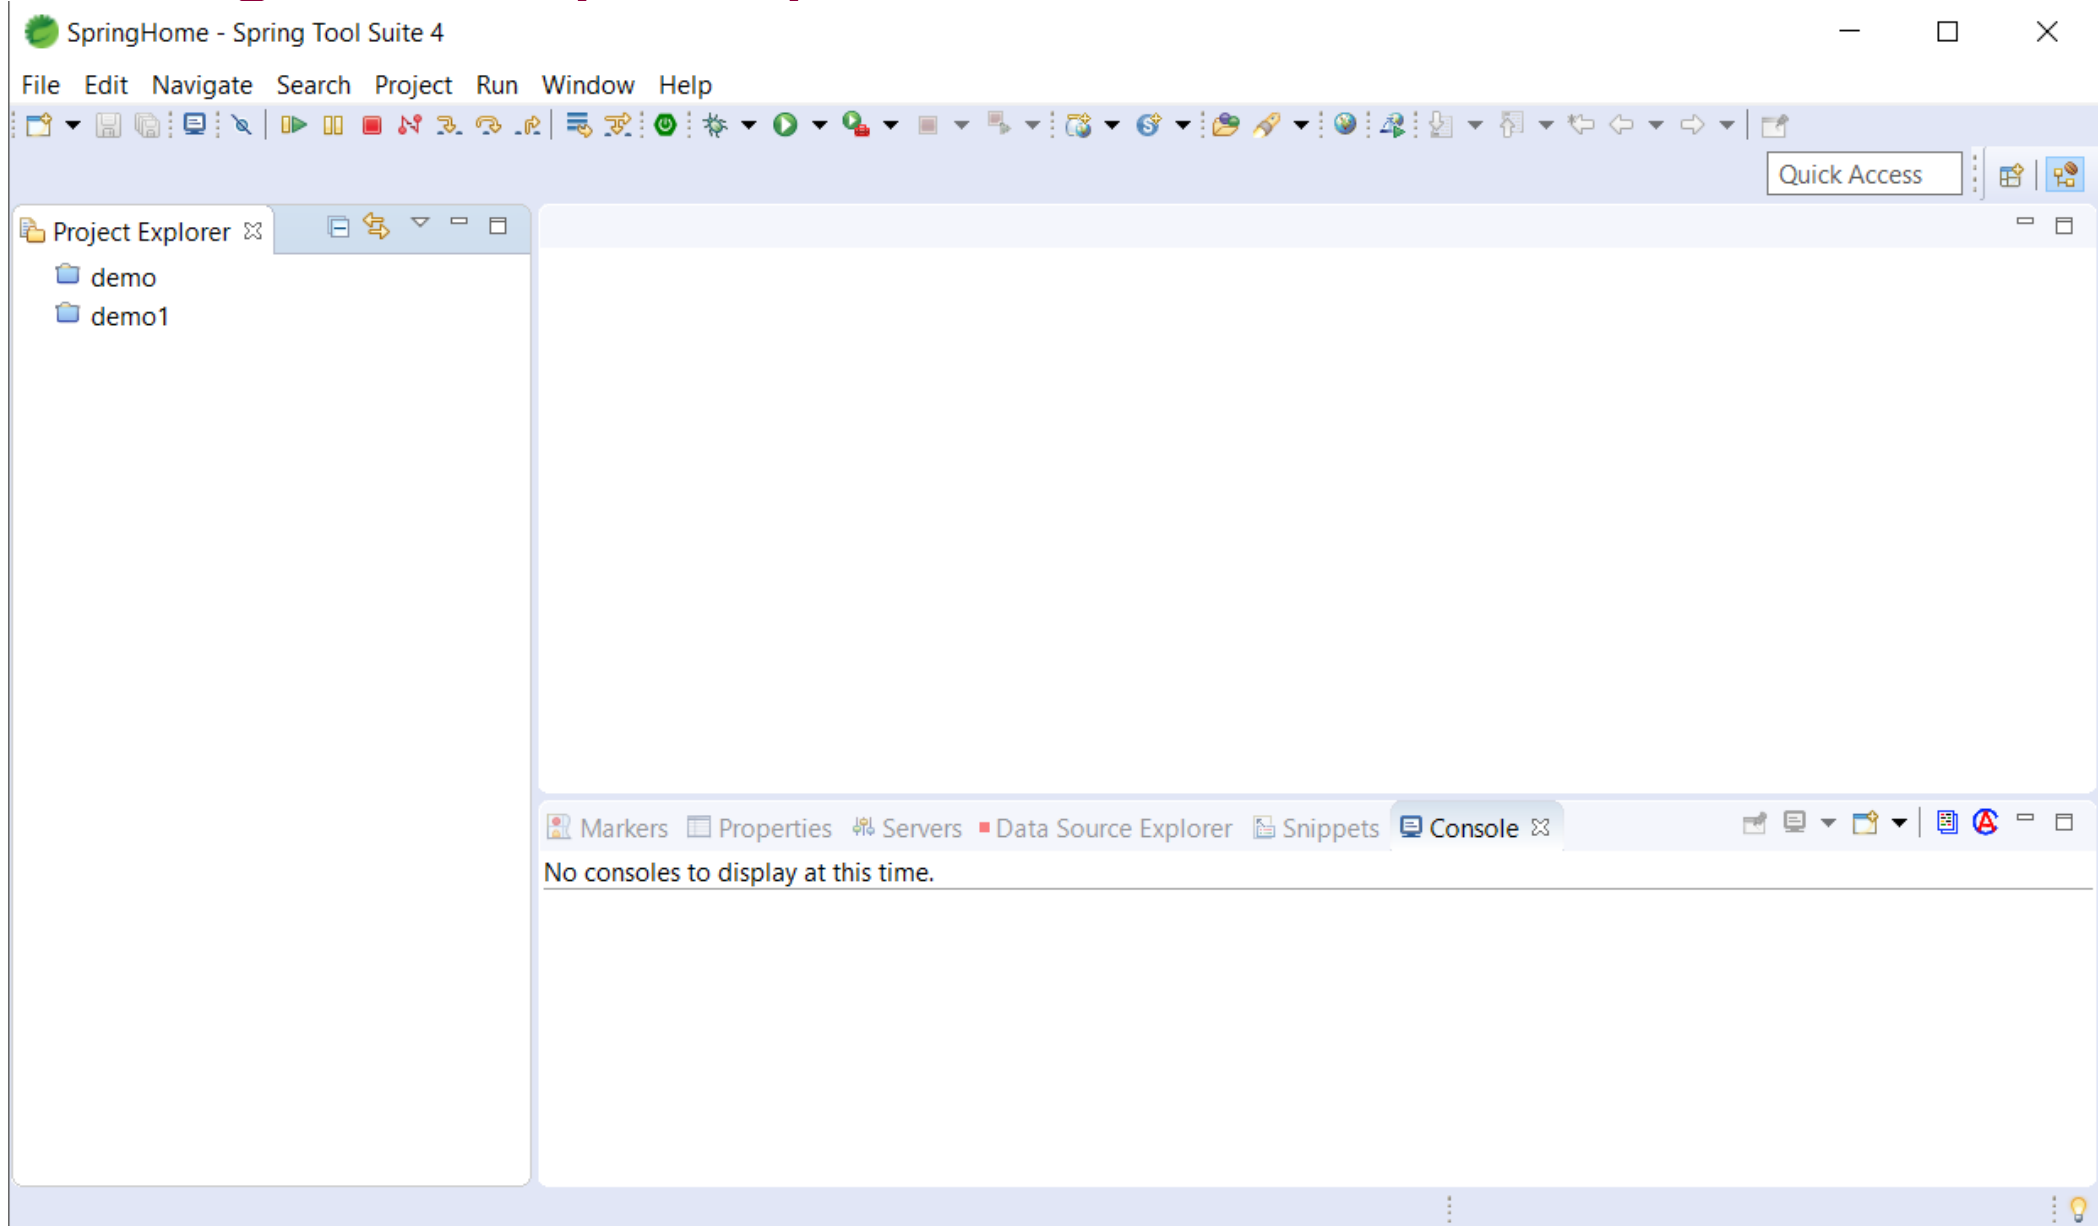 SpringHome - Spring Tool Suite 4
File Edit Navigate Search Project Run Window Help
Quick Access
Project Explorer
demo
demo1
Markers Properties Servers Data Source Explorer Snippets Console
No consoles to display at this time.